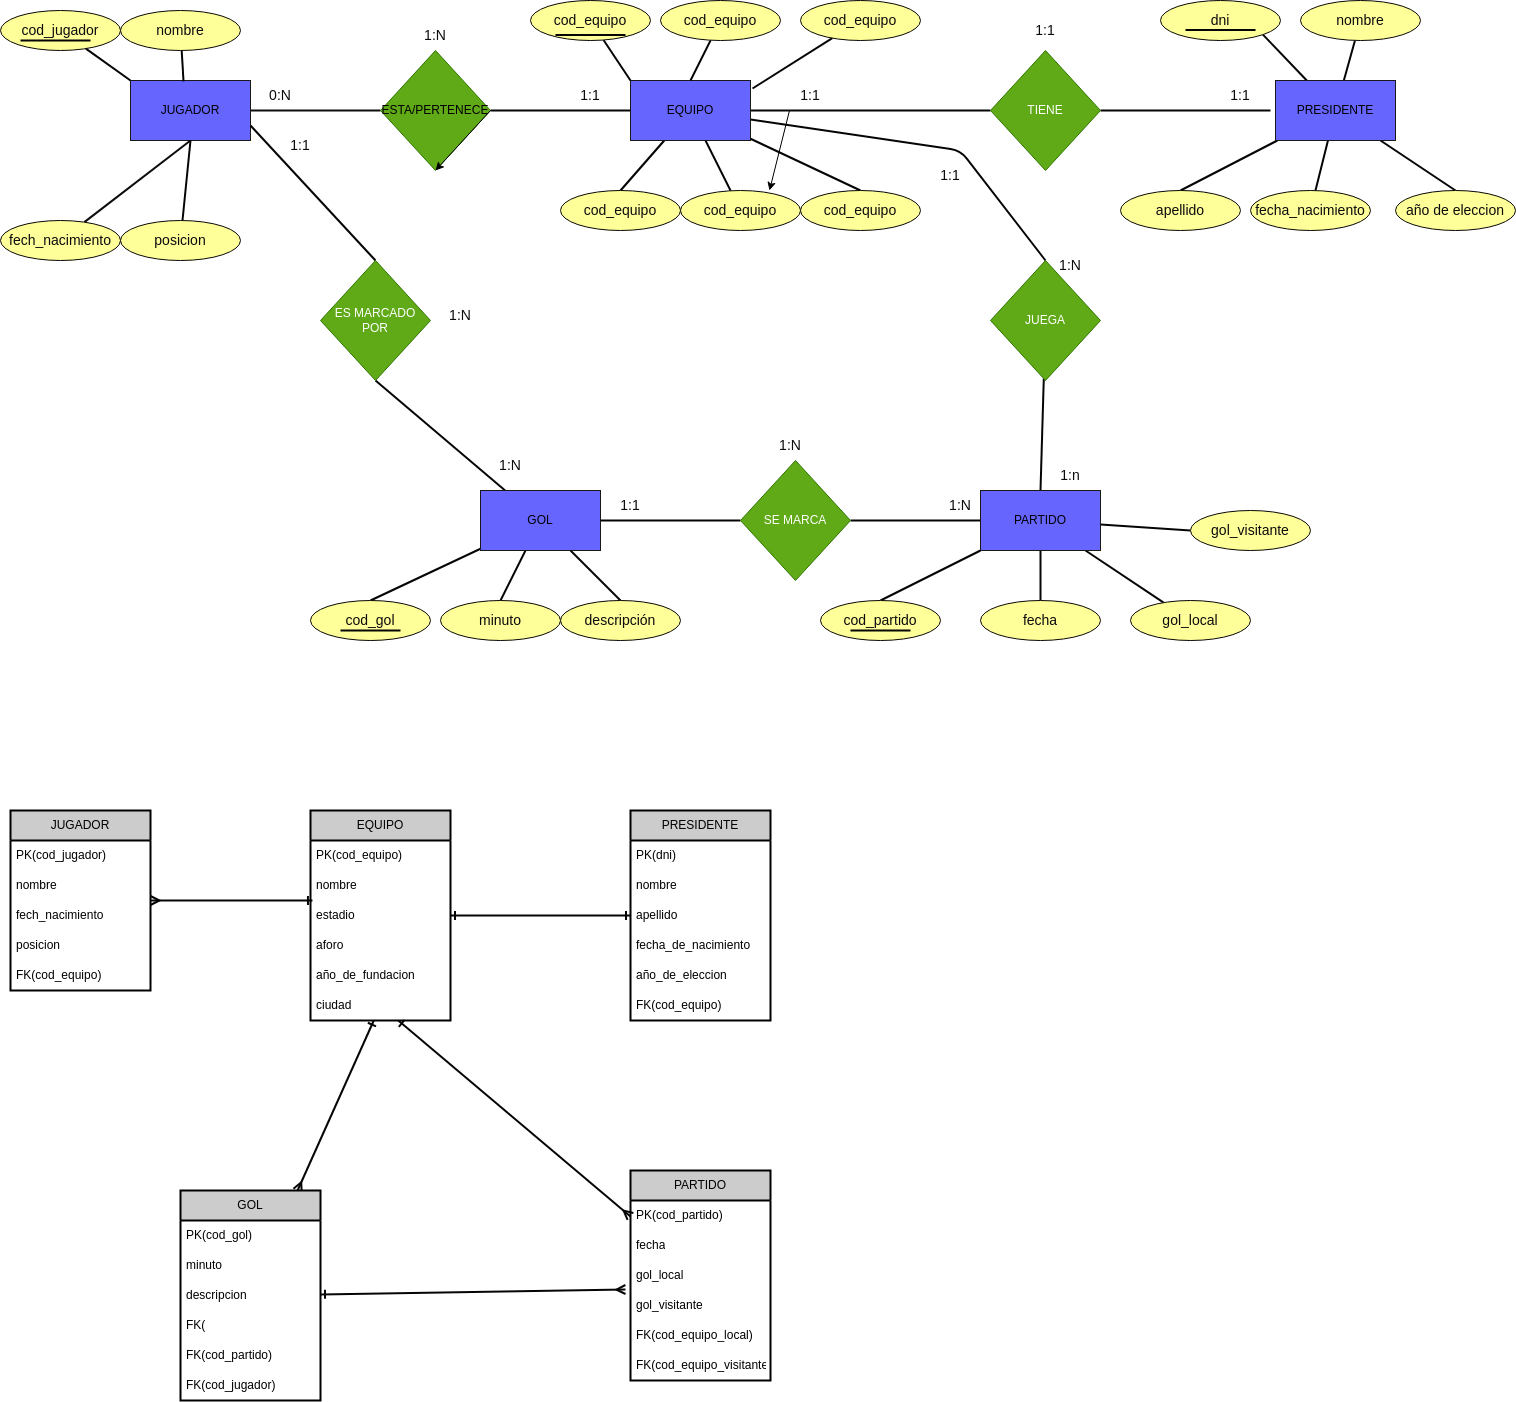 cod_jugador
nombre
1:N
cod_equipo
cod_equipo
cod_equipo
1:1
dni
nombre
JUGADOR
0:N
ESTA/PERTENECE
1:1
EQUIPO
1:1
TIENE
1:1
PRESIDENTE
1:1
1:1
fech_nacimiento
posicion
cod_equipo
cod_equipo
cod_equipo
apellido
fecha_nacimiento
año de eleccion
1:N
ES MARCADO
POR
1:N
JUEGA
1:N
1:N
1:n
GOL
1:1
SE MARCA
1:N
PARTIDO
gol_visitante
cod_gol
minuto
descripción
cod_partido
fecha
gol_local
JUGADOR
PK(cod_jugador)
nombre
fech_nacimiento
posicion
FK(cod_equipo)
EQUIPO
PK(cod_equipo)
nombre
estadio
aforo
año_de_fundacion
ciudad
PRESIDENTE
PK(dni)
nombre
apellido
fecha_de_nacimiento
año_de_eleccion
FK(cod_equipo)
GOL
PK(cod_gol)
minuto
descripcion
FK(
FK(cod_partido)
FK(cod_jugador)
PARTIDO
PK(cod_partido)
fecha
gol_local
gol_visitante
FK(cod_equipo_local)
FK(cod_equipo_visitante